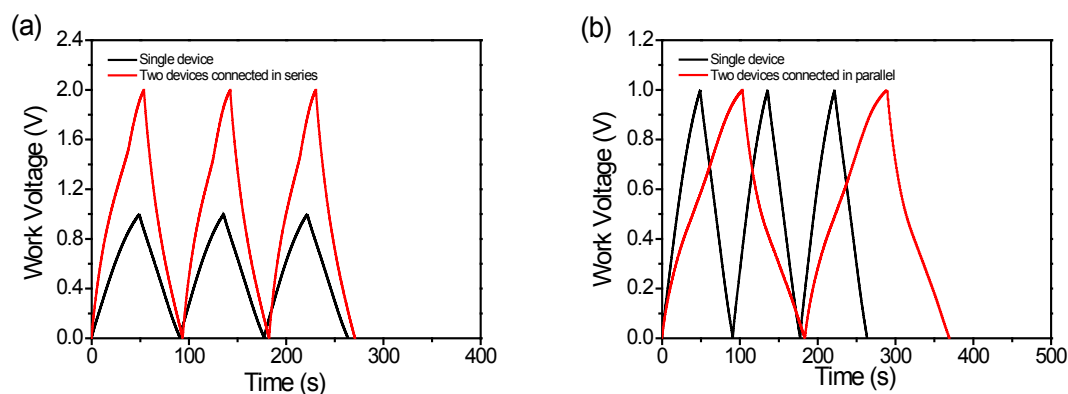 (a)
2.4
2.0
1.6
1.2
0.8
0.4
0.0
Work Voltage (V)
Single device
Two devices connected in series
0 100 200 300 400
Time (s)
(b)
1.2
1.0
0.8
0.6
0.4
0.2
0.0
Work Voltage (V)
Single device
Two devices connected in parallel
0 100 200 300 400 500
Time (s)